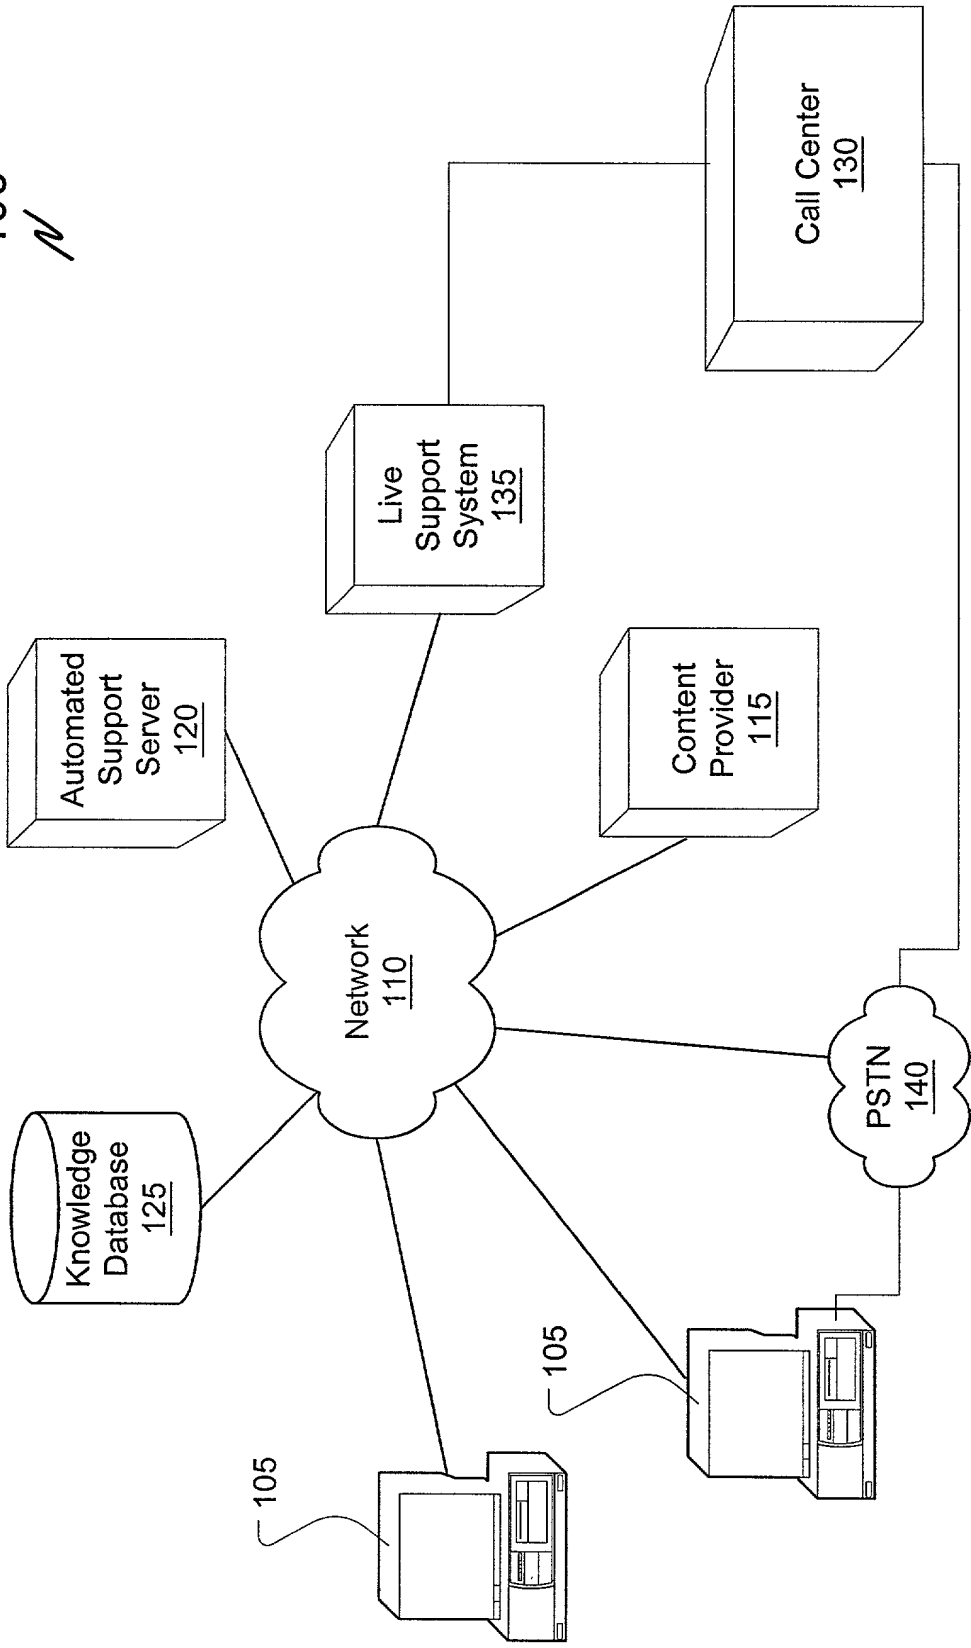 Knowledge
Database
125
Automated
Support
Server
120
Network
110
Live
Support
System
135
105
105
Content
Provider
115
PSTN
140
Call Center
130